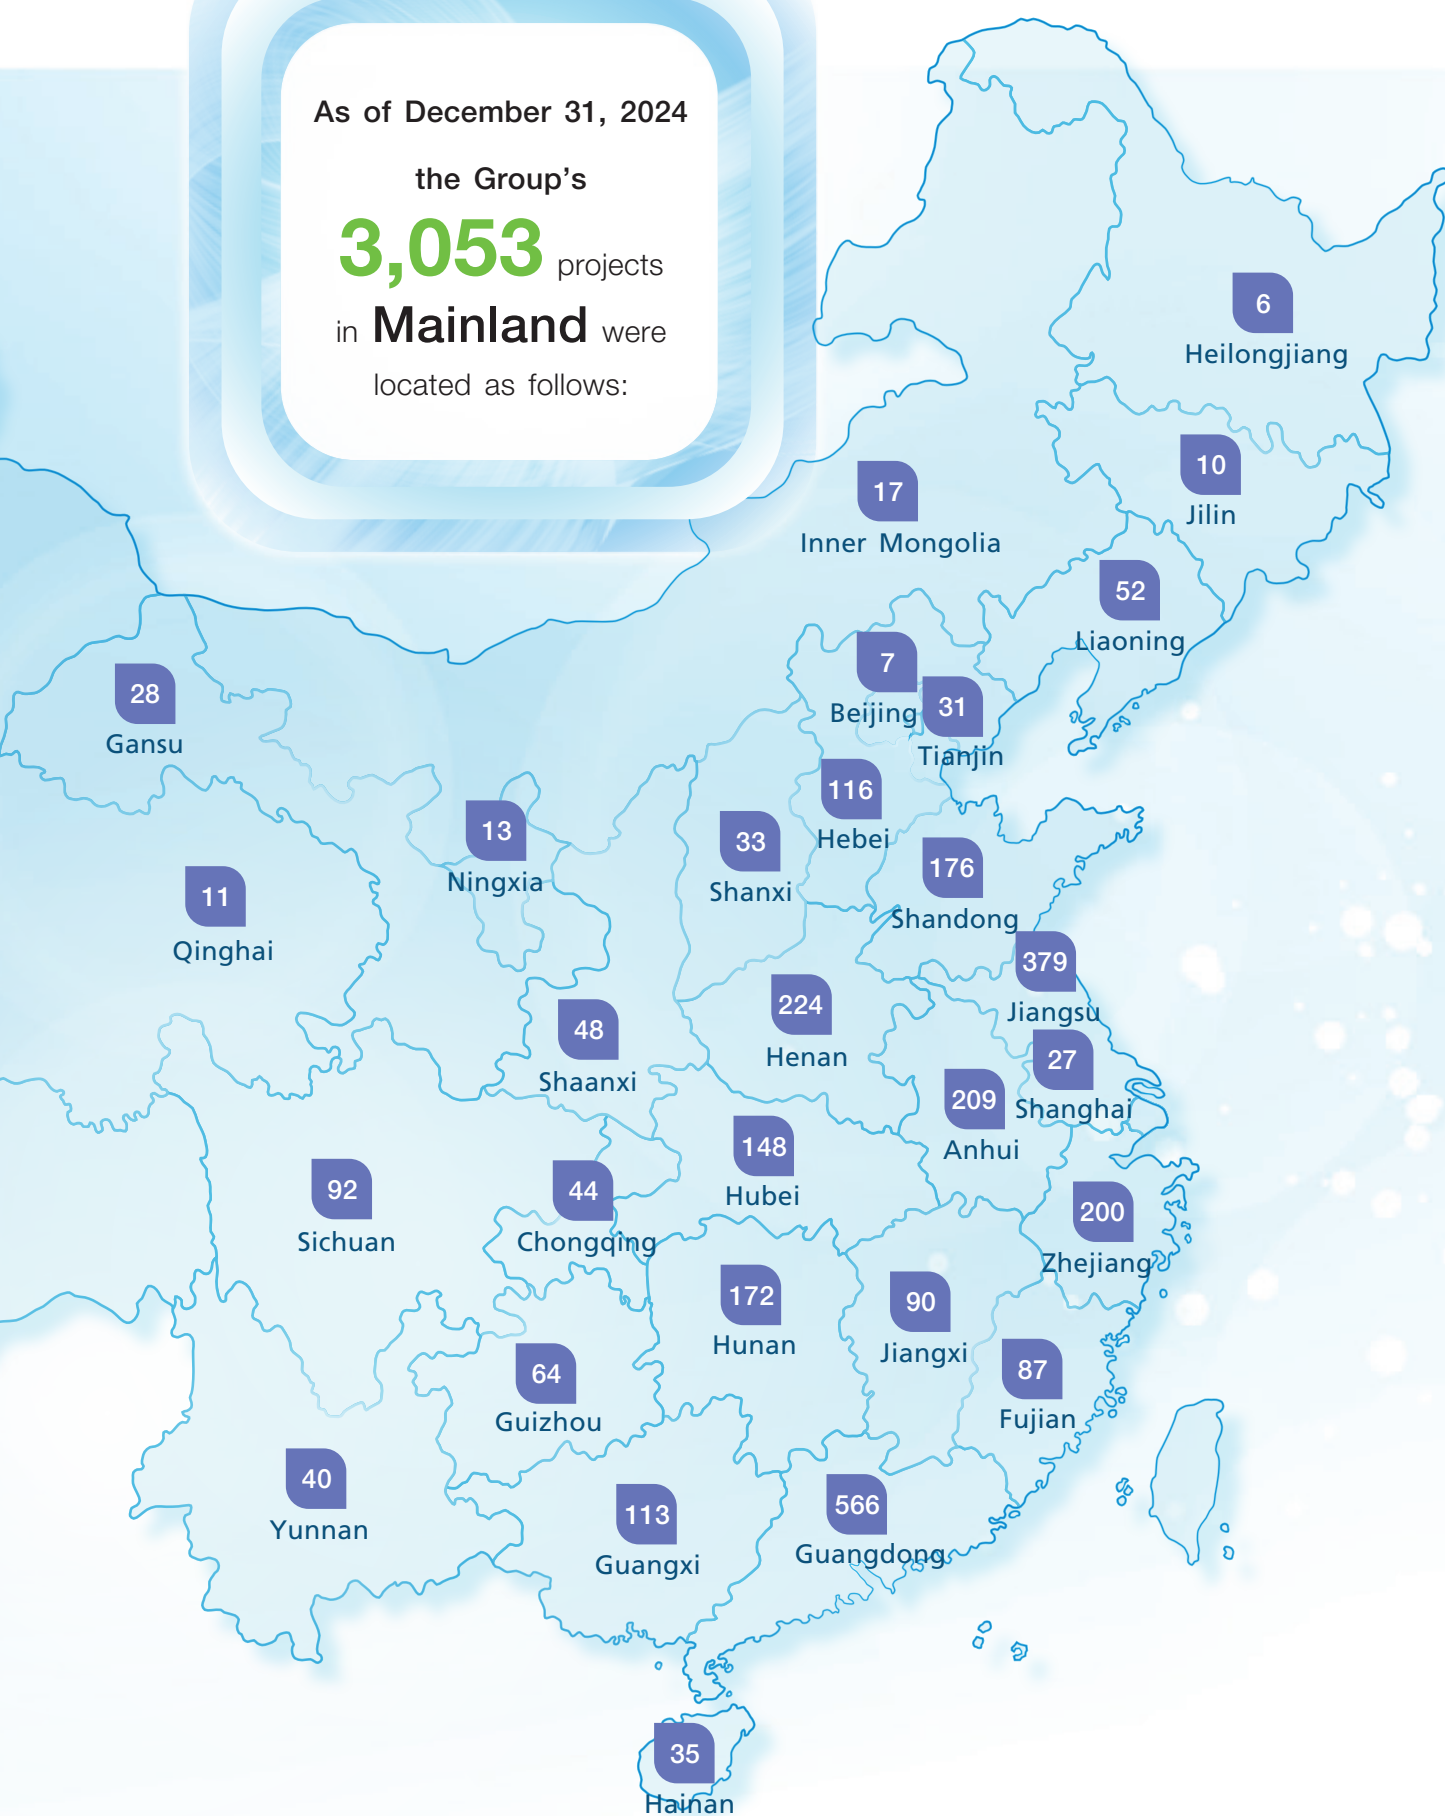 As of December 31, 2024
the Group’s
3,053 projects
in Mainland were
located as follows:
6
Heilongjiang
10
Jilin
17
Inner Mongolia
52
Liaoning
7
Beijing
31
Tianjin
28
Gansu
116
Hebei
13
Ningxia
33
Shanxi
176
Shandong
11
Qinghai
379
Jiangsu
224
Henan
48
Shaanxi
27
Shanghai
209
Anhui
148
Hubei
92
Sichuan
44
Chongqing
200
Zhejiang
172
Hunan
90
Jiangxi
87
Fujian
64
Guizhou
40
Yunnan
113
Guangxi
566
Guangdong
35
Hainan